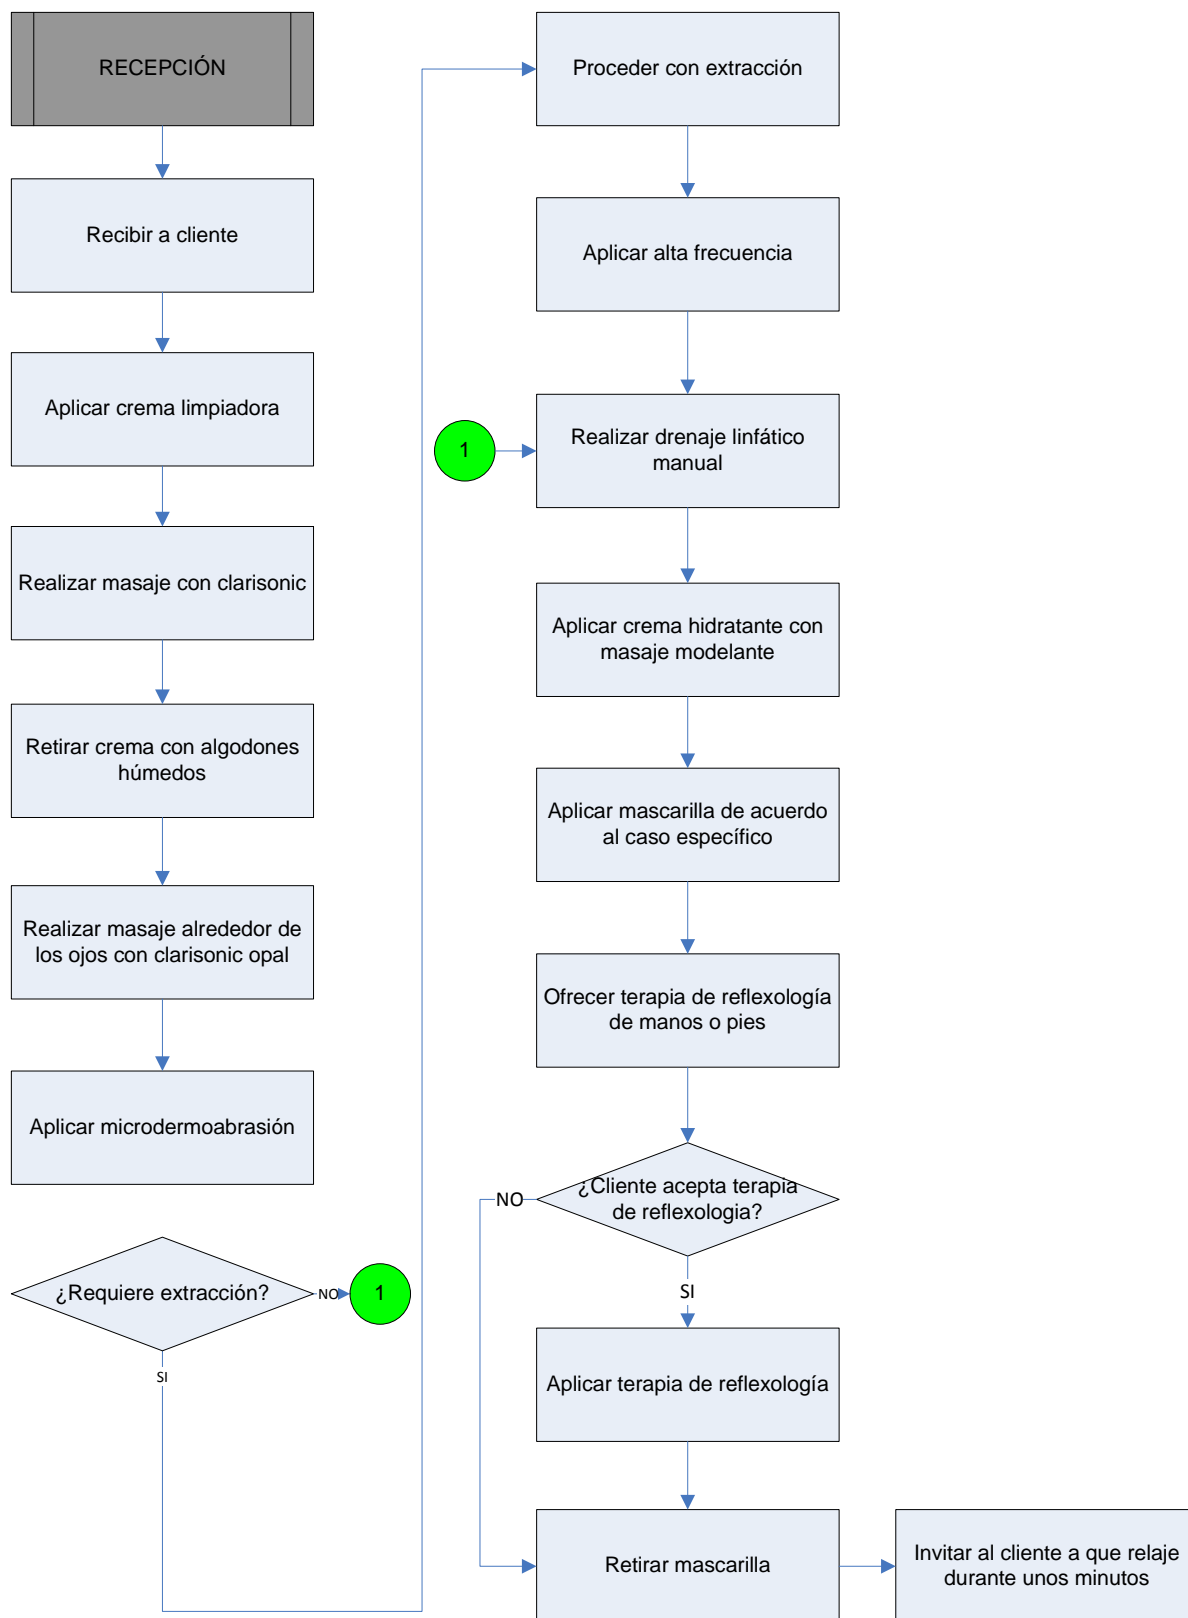 RECEPCIÓN
Recibir a cliente
Aplicar crema limpiadora
Realizar masaje con clarisonic
Retirar crema con algodones
húmedos
Realizar masaje alrededor de
los ojos con clarisonic opal
Aplicar microdermoabrasión
¿Requiere extracción?
NO
1
SI
Proceder con extracción
Aplicar alta frecuencia
1
Realizar drenaje linfático
manual
Aplicar crema hidratante con
masaje modelante
Aplicar mascarilla de acuerdo
al caso específico
Ofrecer terapia de reflexología
de manos o pies
¿Cliente acepta terapia
de reflexologia?
NO
SI
Aplicar terapia de reflexología
Retirar mascarilla
Invitar al cliente a que relaje
durante unos minutos